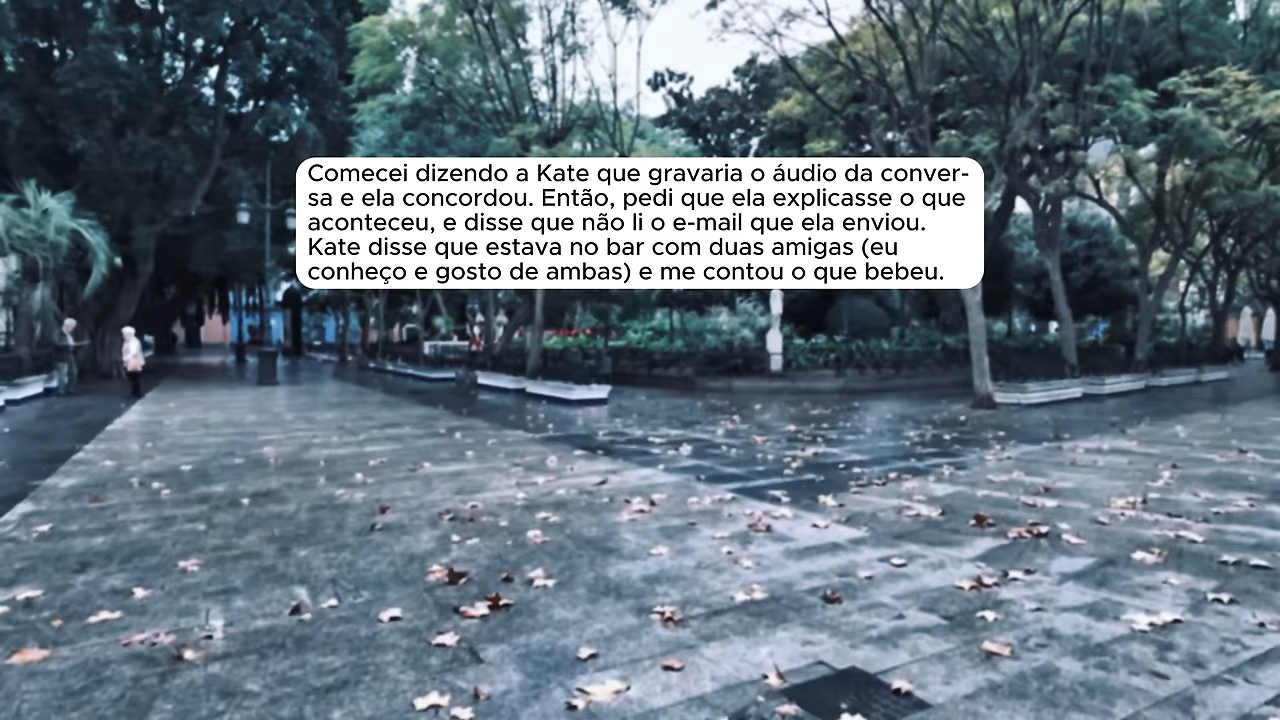 Comecei dizendo a Kate que gravaria o áudio da conver-
sa e ela concordou. Então, pedi que ela explicasse o que
aconteceu, e disse que não li o e-mail que ela enviou.
Kate disse que estava no bar com duas amigas (eu
conheço e gosto de ambas) e me contou o que bebeu.